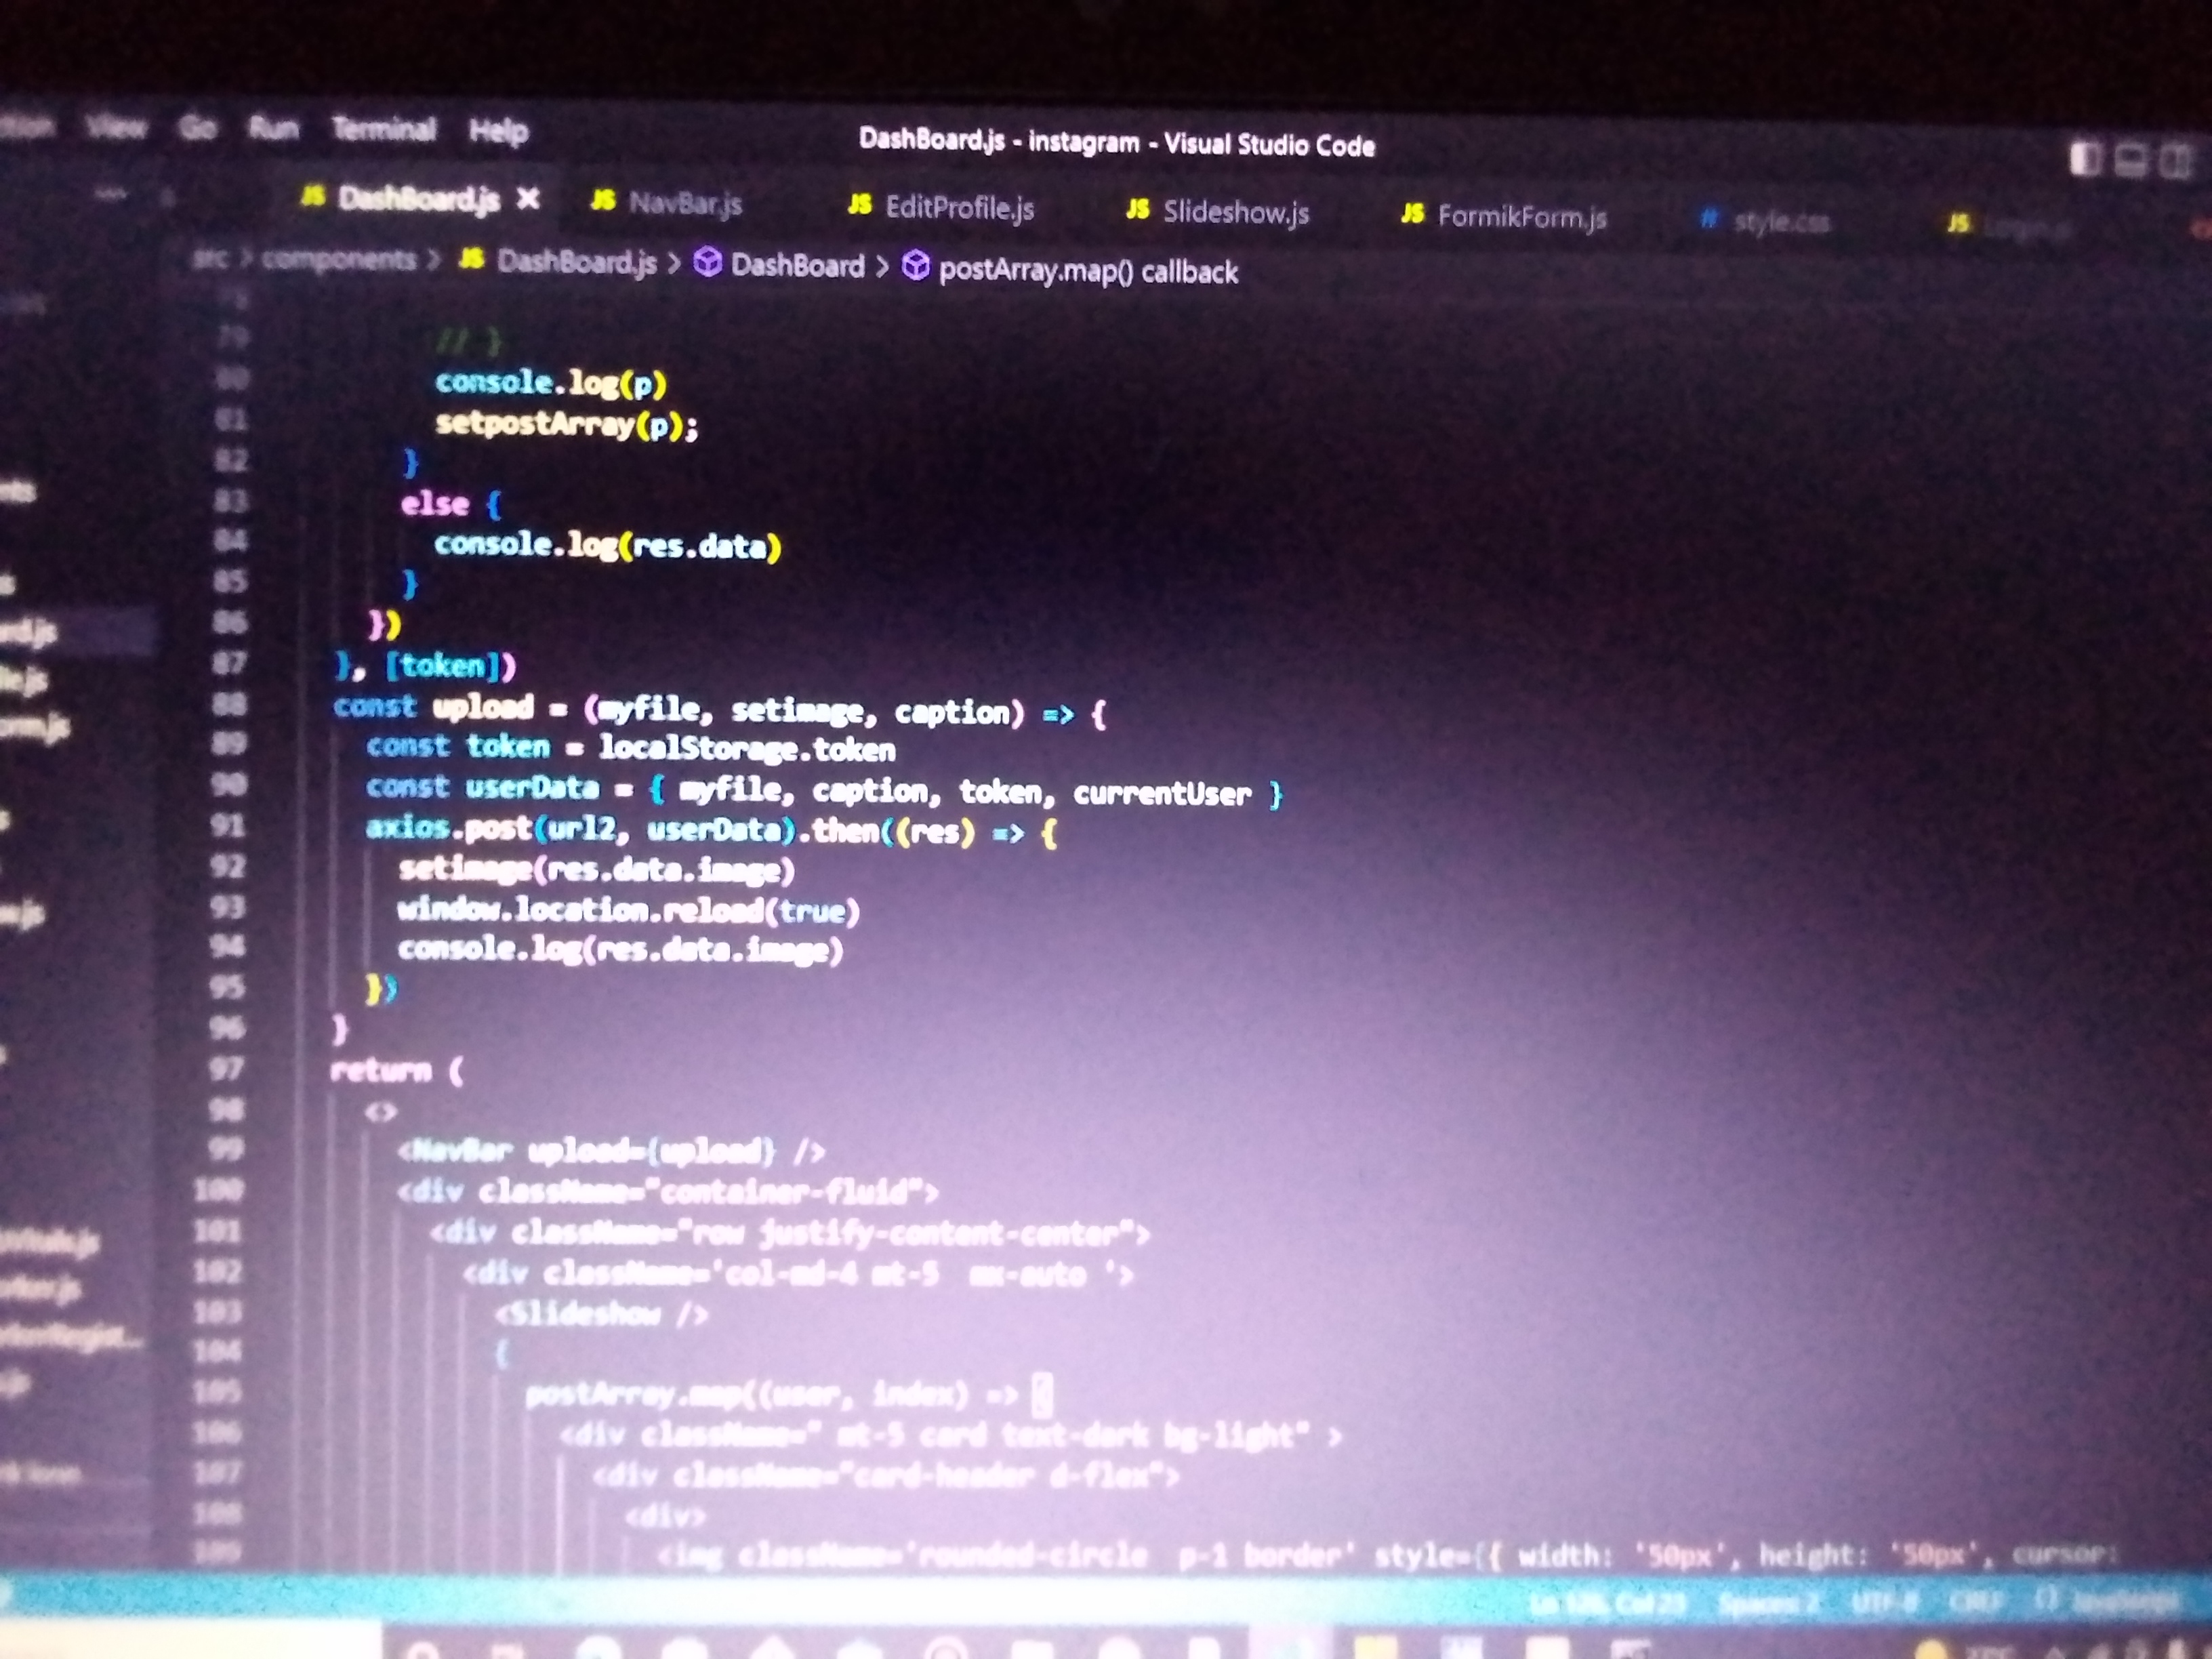 View Go Run Terminal Help
DashBoard.js - instagram - Visual Studio Code
JS DashBoard.js × JS NavBar.js JS EditProfile.js JS Slideshow.js JS FormikForm.js # style.css JS
src > components > JS DashBoard.js > DashBoard > postArray.map() callback
79 // }
80 console.log(p)
81 setpostArray(p);
82 }
83 else {
84 console.log(res.data)
85 }
86 })
87 }, [token])
88 const upload = (myfile, setimage, caption) => {
89 const token = localStorage.token
90 const userData = { myfile, caption, token, currentUser }
91 axios.post(url2, userData).then((res) => {
92 setimage(res.data.image)
93 window.location.reload(true)
94 console.log(res.data.image)
95 })
96 }
97 return (
98 <>
99 <NavBar upload={upload} />
100 <div className="container-fluid">
101 <div className="row justify-content-center">
102 <div className='col-md-4 mt-5  mx-auto '>
103 <Slideshow />
104 {
105 postArray.map((user, index) => {
106 <div className=" mt-5 card text-dark bg-light" >
107 <div className="card-header d-flex">
108 <div>
109 <img className='rounded-circle  p-1 border' style={{ width: '50px', height: '50px', cursor:
Spaces: 2 UTF-8 CRLF {} JavaScript